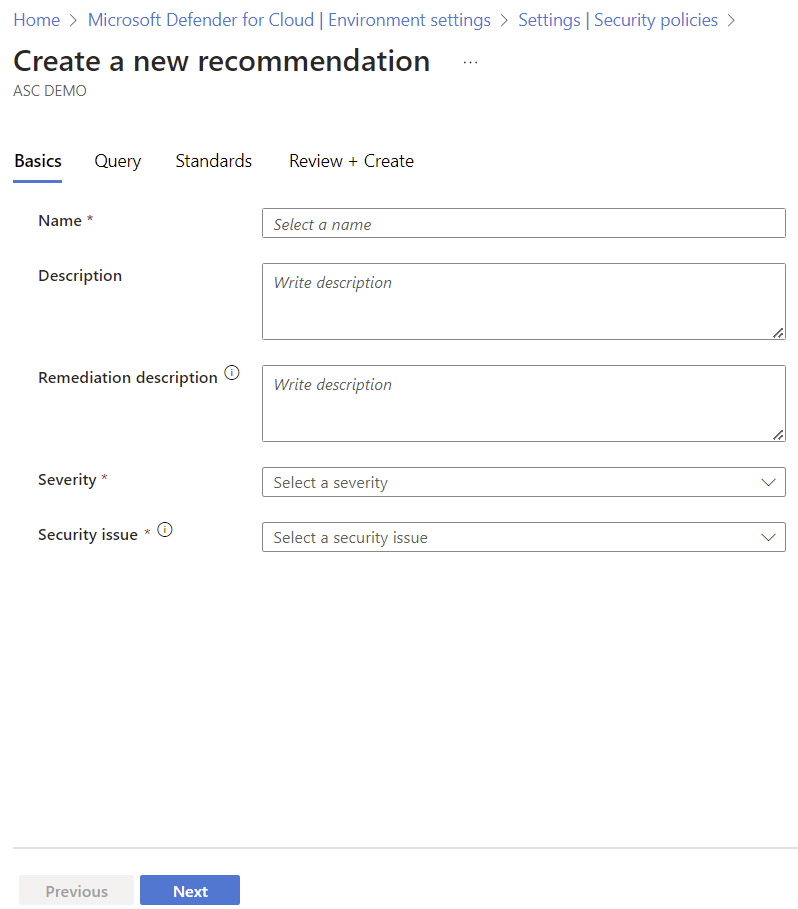 Home > Microsoft Defender for Cloud | Environment settings > Settings | Security policies >
Create a new recommendation ...
ASC DEMO
Basics Query Standards Review + Create
Name * Select a name
Description Write description
Remediation description Write description
Severity * Select a severity
Security issue * Select a security issue
Previous Next